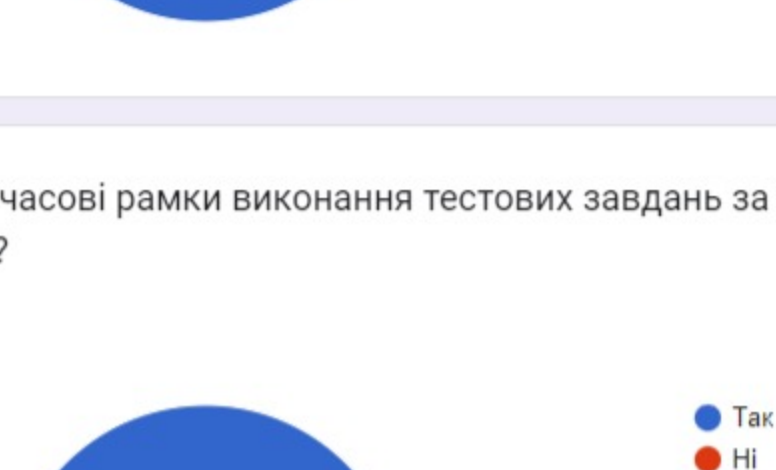 часові рамки виконання тестових завдань за
?
Так
Ні